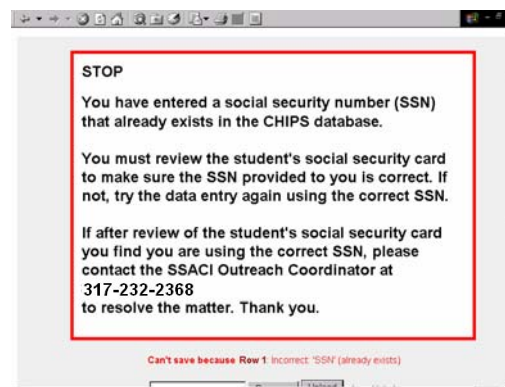 STOP
You have entered a social security number (SSN)
that already exists in the CHIPS database.
You must review the student's social security card
to make sure the SSN provided to you is correct. If
not, try the data entry again using the correct SSN.
If after review of the student's social security card
you find you are using the correct SSN, please
contact the SSACI Outreach Coordinator at
317-232-2368
to resolve the matter. Thank you.
Can't save because Row 1: Incorrect: 'SSN' (already exists)